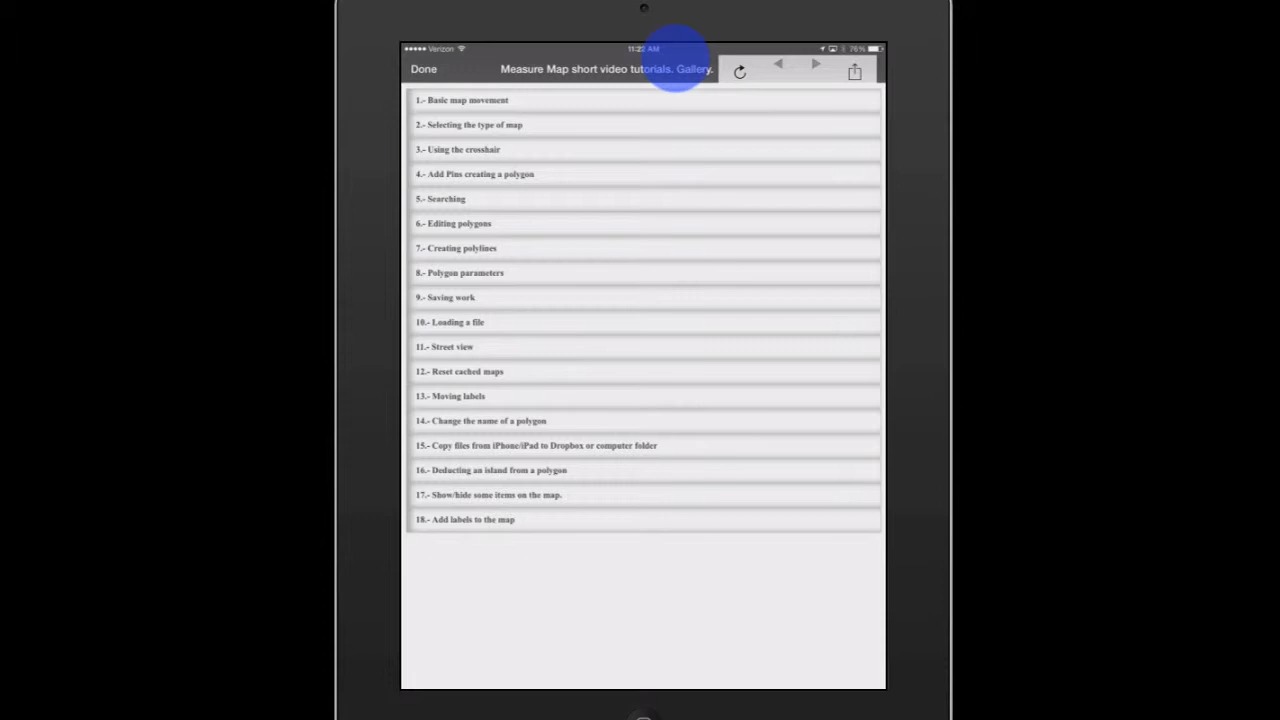 Verizon 11:22 AM 76%
Done Measure Map short video tutorials. Gallery.
1.- Basic map movement
2.- Selecting the type of map
3.- Using the crosshair
4.- Add Pins creating a polygon
5.- Searching
6.- Editing polygons
7.- Creating polylines
8.- Polygon parameters
9.- Saving work
10.- Loading a file
11.- Street view
12.- Reset cached maps
13.- Moving labels
14.- Change the name of a polygon
15.- Copy files from iPhone/iPad to Dropbox or computer folder
16.- Deducting an island from a polygon
17.- Show/hide some items on the map.
18.- Add labels to the map